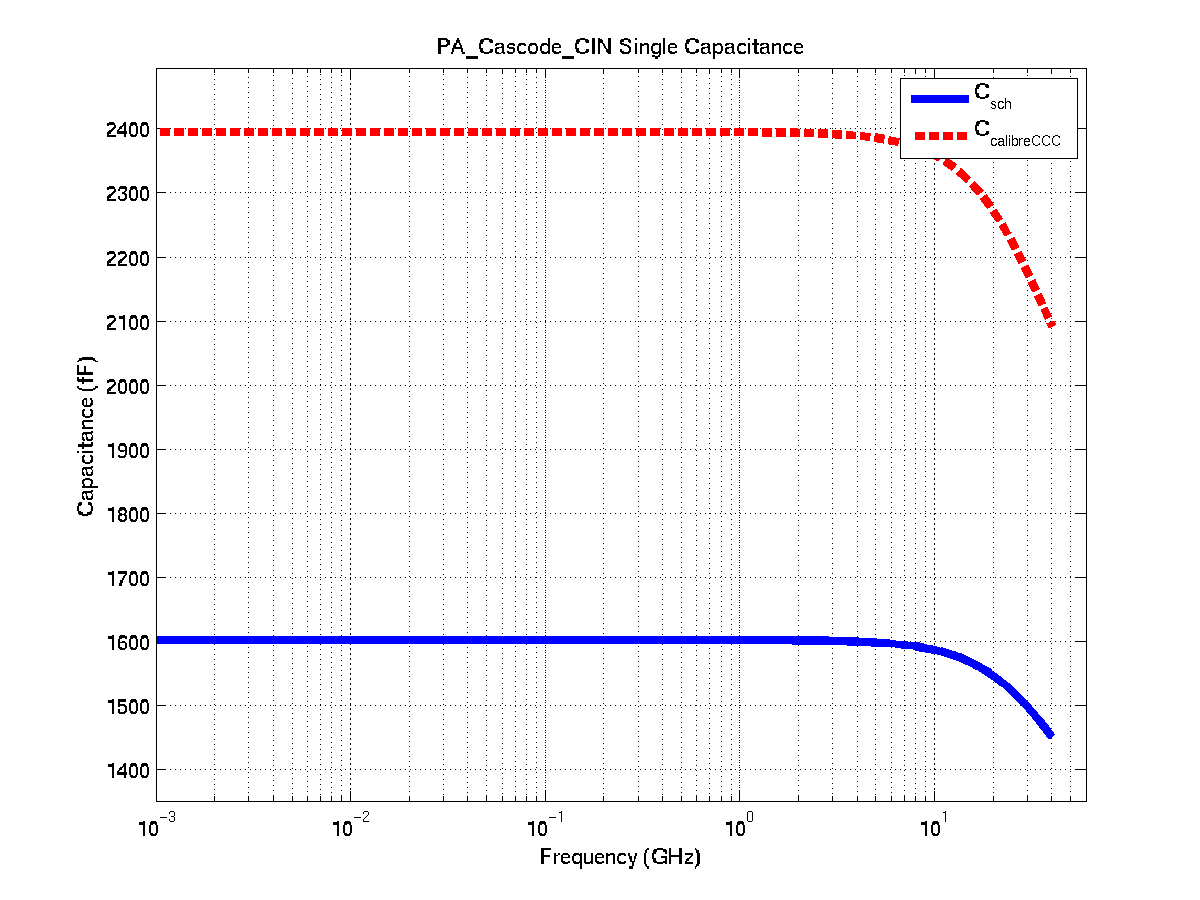 PA_Cascode_CIN Single Capacitance
C_sch
C_calibreCCC
2400
2300
2200
2100
2000
1900
1800
1700
1600
1500
1400
Capacitance (fF)
10^-3 10^-2 10^-1 10^0 10^1
Frequency (GHz)